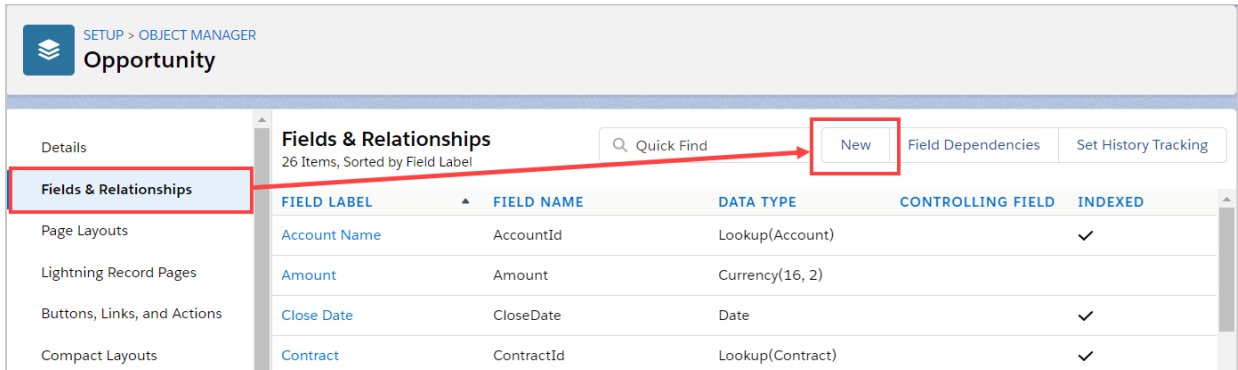 SETUP > OBJECT MANAGER
Opportunity
Details
Fields & Relationships
Page Layouts
Lightning Record Pages
Buttons, Links, and Actions
Compact Layouts
Fields & Relationships
26 Items, Sorted by Field Label
Quick Find
New
Field Dependencies
Set History Tracking
FIELD LABEL FIELD NAME DATA TYPE CONTROLLING FIELD INDEXED
Account Name AccountId Lookup(Account)
Amount Amount Currency(16, 2)
Close Date CloseDate Date
Contract ContractId Lookup(Contract)